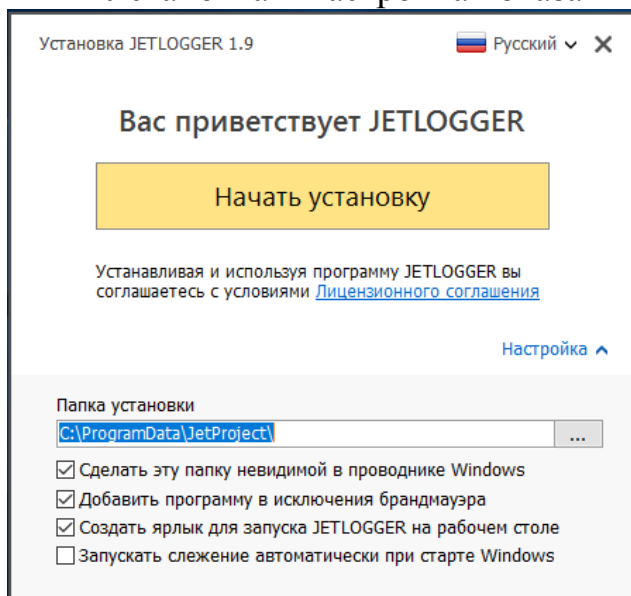 Установка JETLOGGER 1.9
Русский
Вас приветствует JETLOGGER
Начать установку
Устанавливая и используя программу JETLOGGER вы
соглашаетесь с условиями Лицензионного соглашения
Настройка
Папка установки
C:\ProgramData\JetProject\
...
Сделать эту папку невидимой в проводнике Windows
Добавить программу в исключения брандмауэра
Создать ярлык для запуска JETLOGGER на рабочем столе
Запускать слежение автоматически при старте Windows